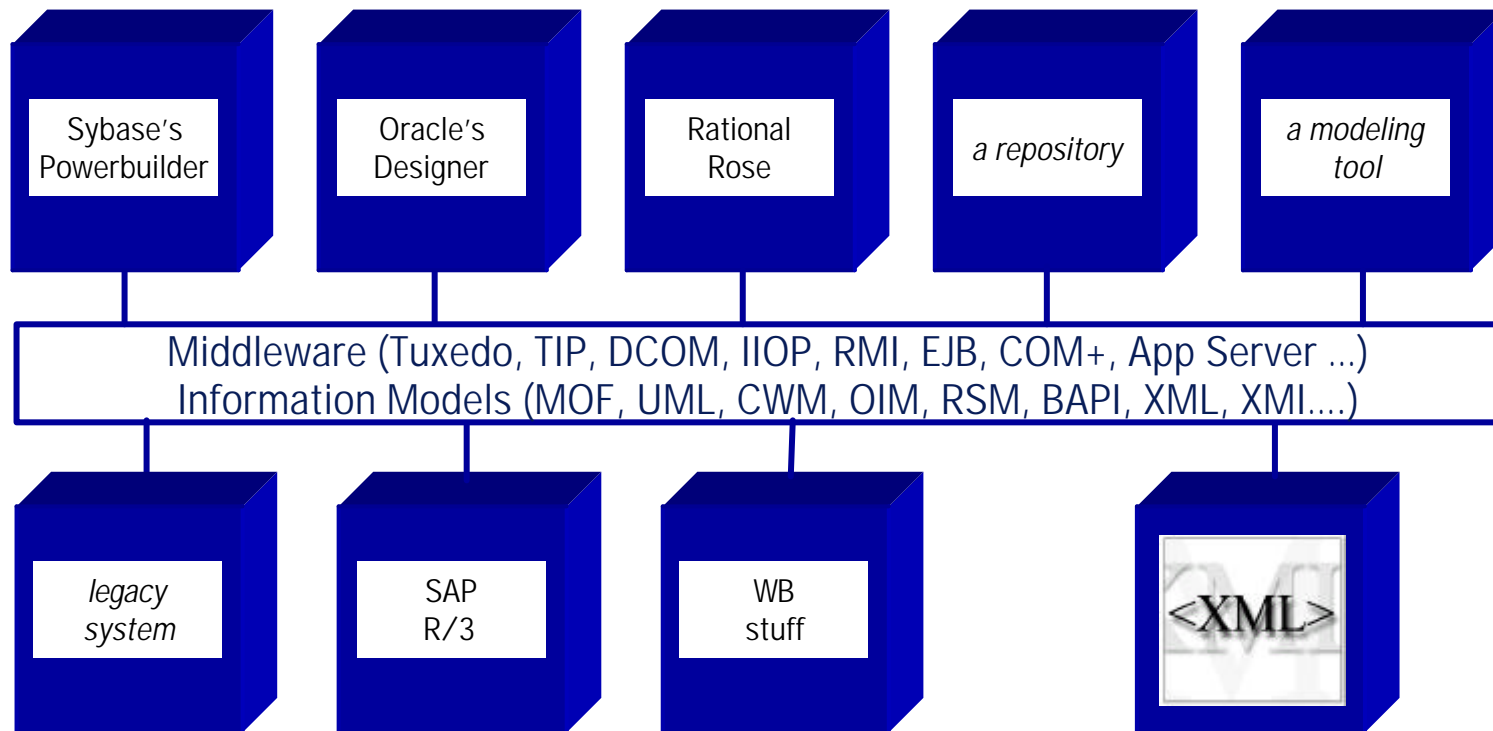 Sybase's
Powerbuilder
Oracle's
Designer
Rational
Rose
a repository
a modeling
tool
Middleware (Tuxedo, TIP, DCOM, IIOP, RMI, EJB, COM+, App Server ...)
Information Models (MOF, UML, CWM, OIM, RSM, BAPI, XML, XMI....)
legacy
system
SAP
R/3
WB
stuff
<XML>